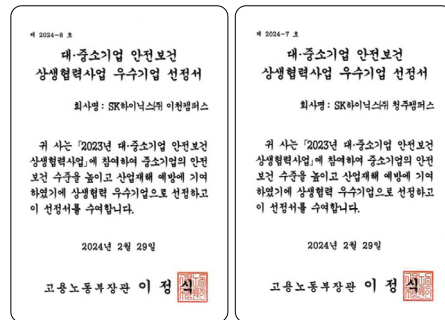 제 2024-8 호
대·중소기업 안전보건
상생협력사업 우수기업 선정서
회사명 : SK하이닉스㈜ 이천캠퍼스
귀 사는 「2023년 대·중소기업 안전보건
상생협력사업」에 참여하여 중소기업의 안전
보건 수준을 높이고 산업재해 예방에 기여
하였기에 상생협력 우수기업으로 선정하고
이 선정서를 수여합니다.
2024년 2월 29일
고용노동부장관 이 정 식
제 2024-7 호
대·중소기업 안전보건
상생협력사업 우수기업 선정서
회사명 : SK하이닉스㈜ 청주캠퍼스
귀 사는 「2023년 대·중소기업 안전보건
상생협력사업」에 참여하여 중소기업의 안전
보건 수준을 높이고 산업재해 예방에 기여
하였기에 상생협력 우수기업으로 선정하고
이 선정서를 수여합니다.
2024년 2월 29일
고용노동부장관 이 정 식